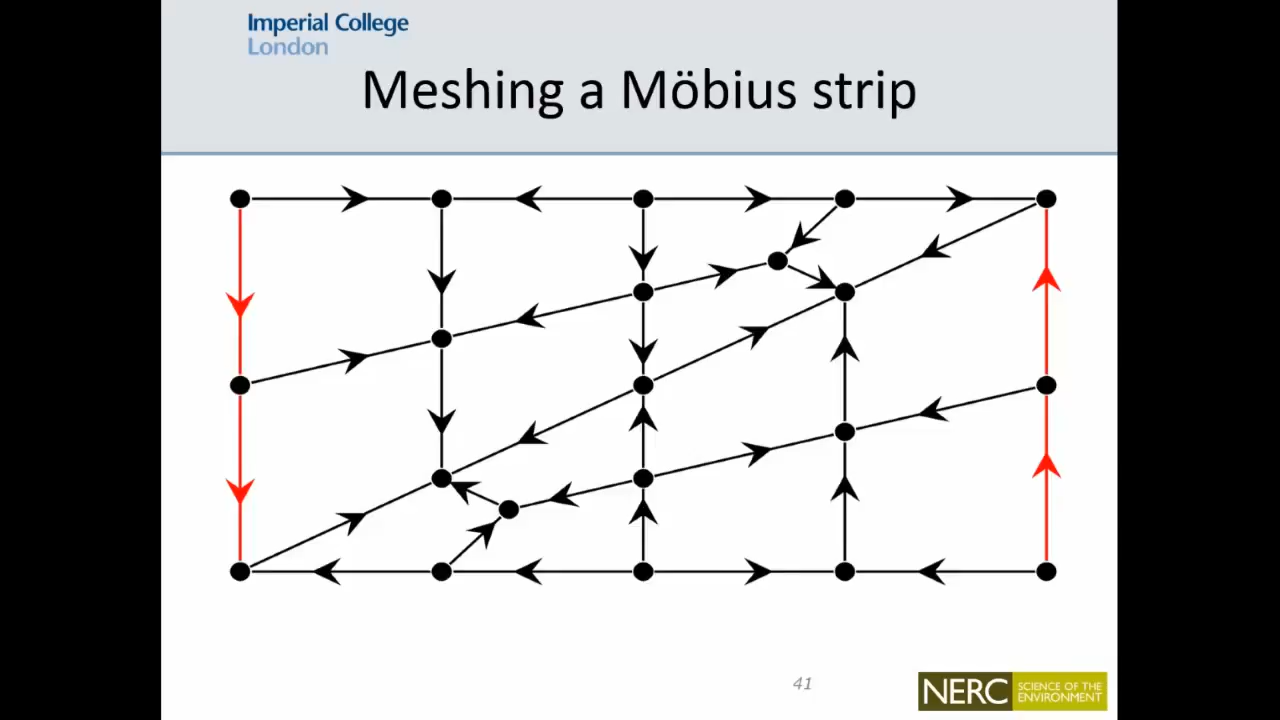 Imperial College
London
Meshing a Möbius strip
41
NERC
SCIENCE OF THE
ENVIRONMENT